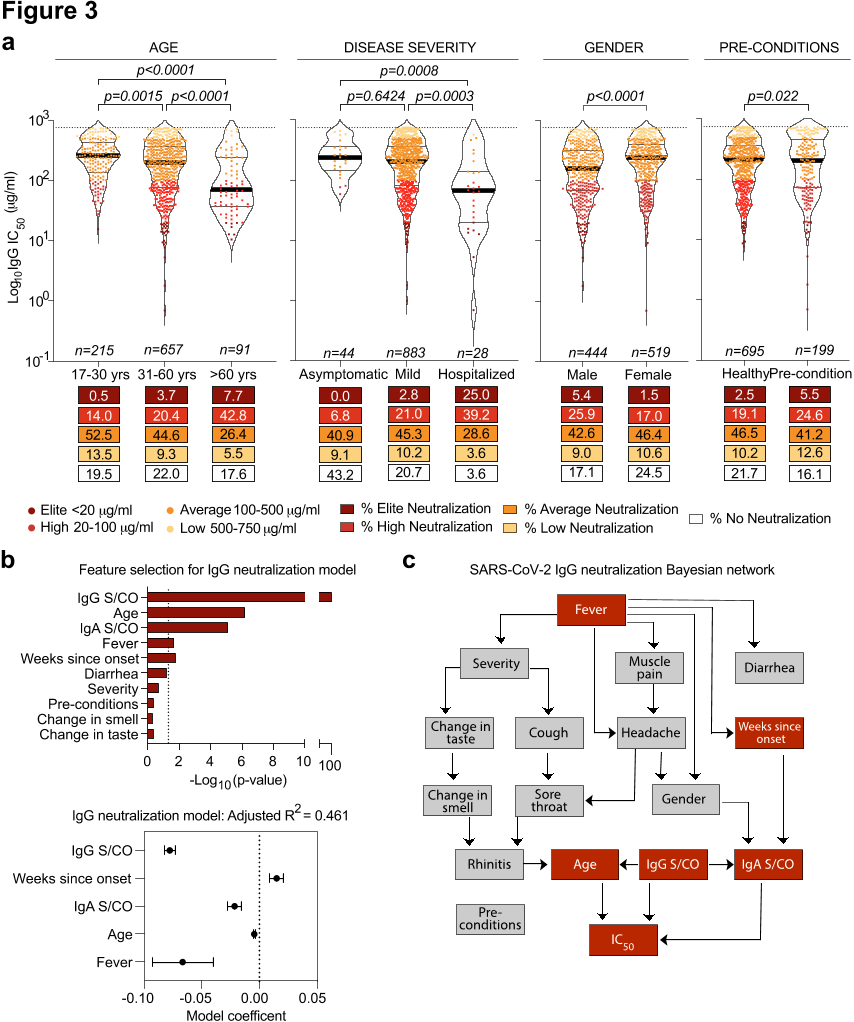 Figure 3
a
AGE DISEASE SEVERITY GENDER PRE-CONDITIONS
p<0.0001 p=0.0008
p=0.0015 p<0.0001 p=0.6424 p=0.0003 p<0.0001 p=0.022
Log10IgG IC50 (µg/ml)
10^3
10^2
10^1
10^0
10^-1
n=215 n=657 n=91 n=44 n=883 n=28 n=444 n=519 n=695 n=199
17-30 yrs 31-60 yrs >60 yrs Asymptomatic Mild Hospitalized Male Female Healthy Pre-condition
0.5 3.7 7.7 0.0 2.8 25.0 5.4 1.5 2.5 5.5
14.0 20.4 42.8 6.8 21.0 39.2 25.9 17.0 19.1 24.6
52.5 44.6 26.4 40.9 45.3 28.6 42.6 46.4 46.5 41.2
13.5 9.3 5.5 9.1 10.2 3.6 9.0 10.6 10.2 12.6
19.5 22.0 17.6 43.2 20.7 3.6 17.1 24.5 21.7 16.1
Elite <20 µg/ml Average 100-500 µg/ml % Elite Neutralization % Average Neutralization % No Neutralization
High 20-100 µg/ml Low 500-750 µg/ml % High Neutralization % Low Neutralization
b
Feature selection for IgG neutralization model
IgG S/CO
Age
IgA S/CO
Fever
Weeks since onset
Diarrhea
Severity
Pre-conditions
Change in smell
Change in taste
0 2 4 6 8 10 100
-Log10(p-value)
IgG neutralization model: Adjusted R^2 = 0.461
IgG S/CO
Weeks since onset
IgA S/CO
Age
Fever
-0.10 -0.05 0.00 0.05
Model coefficent
c
SARS-CoV-2 IgG neutralization Bayesian network
Fever
Severity
Muscle
pain
Diarrhea
Change in
taste
Cough
Headache
Weeks since
onset
Change in
smell
Sore
throat
Gender
Rhinitis
Age
IgG S/CO
IgA S/CO
Pre-
conditions
IC50